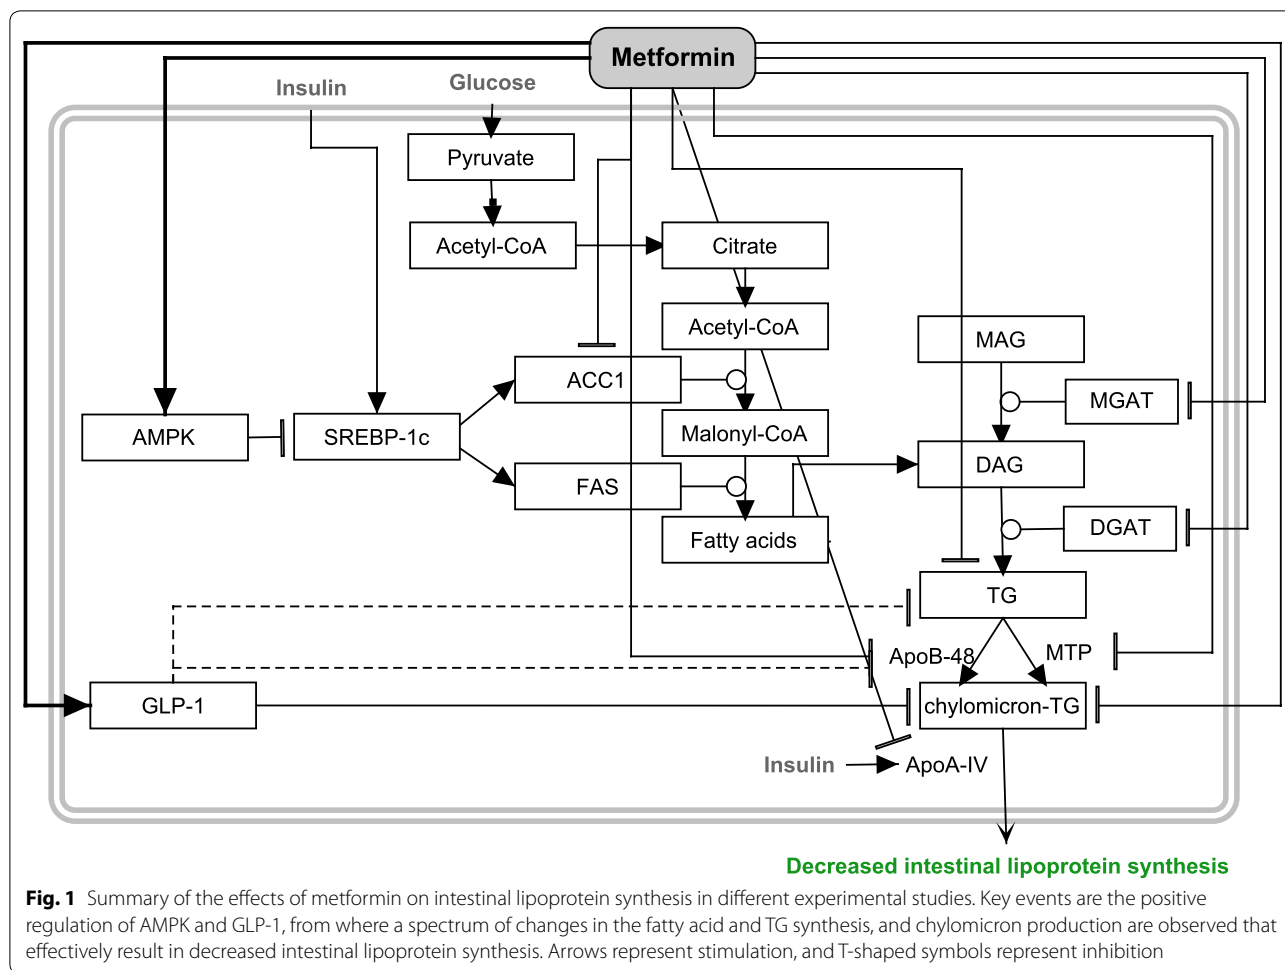 Metformin
Insulin
Glucose
Pyruvate
Acetyl-CoA
Citrate
Acetyl-CoA
MAG
ACC1
MGAT
AMPK
SREBP-1c
Malonyl-CoA
DAG
FAS
DGAT
Fatty acids
TG
ApoB-48
MTP
GLP-1
chylomicron-TG
Insulin
ApoA-IV
Decreased intestinal lipoprotein synthesis
Fig. 1 Summary of the effects of metformin on intestinal lipoprotein synthesis in different experimental studies. Key events are the positive
regulation of AMPK and GLP-1, from where a spectrum of changes in the fatty acid and TG synthesis, and chylomicron production are observed that
effectively result in decreased intestinal lipoprotein synthesis. Arrows represent stimulation, and T-shaped symbols represent inhibition